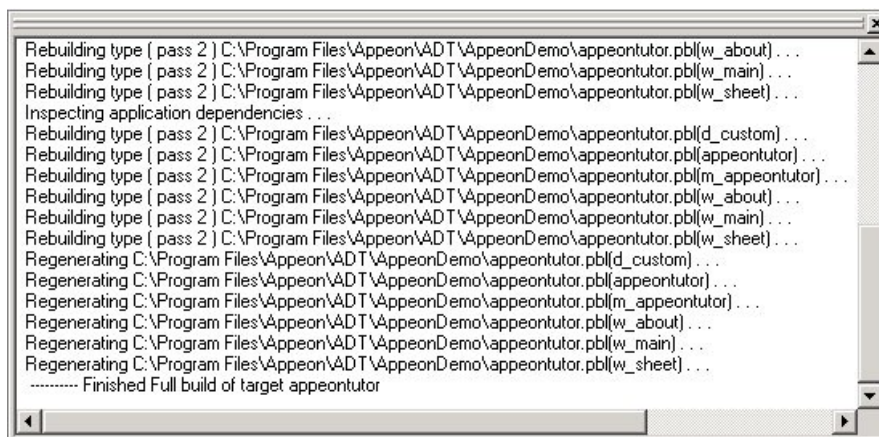 Rebuilding type ( pass 2 ) C:\Program Files\Appeon\ADT\AppeonDemo\appeontutor.pbl(w_about) . . .
Rebuilding type ( pass 2 ) C:\Program Files\Appeon\ADT\AppeonDemo\appeontutor.pbl(w_main) . . .
Rebuilding type ( pass 2 ) C:\Program Files\Appeon\ADT\AppeonDemo\appeontutor.pbl(w_sheet) . . .
Inspecting application dependencies . . .
Rebuilding type ( pass 2 ) C:\Program Files\Appeon\ADT\AppeonDemo\appeontutor.pbl(d_custom) . . .
Rebuilding type ( pass 2 ) C:\Program Files\Appeon\ADT\AppeonDemo\appeontutor.pbl(appeontutor) . . .
Rebuilding type ( pass 2 ) C:\Program Files\Appeon\ADT\AppeonDemo\appeontutor.pbl(m_appeontutor) . . .
Rebuilding type ( pass 2 ) C:\Program Files\Appeon\ADT\AppeonDemo\appeontutor.pbl(w_about) . . .
Rebuilding type ( pass 2 ) C:\Program Files\Appeon\ADT\AppeonDemo\appeontutor.pbl(w_main) . . .
Rebuilding type ( pass 2 ) C:\Program Files\Appeon\ADT\AppeonDemo\appeontutor.pbl(w_sheet) . . .
Regenerating C:\Program Files\Appeon\ADT\AppeonDemo\appeontutor.pbl(d_custom) . . .
Regenerating C:\Program Files\Appeon\ADT\AppeonDemo\appeontutor.pbl(appeontutor) . . .
Regenerating C:\Program Files\Appeon\ADT\AppeonDemo\appeontutor.pbl(m_appeontutor) . . .
Regenerating C:\Program Files\Appeon\ADT\AppeonDemo\appeontutor.pbl(w_about) . . .
Regenerating C:\Program Files\Appeon\ADT\AppeonDemo\appeontutor.pbl(w_main) . . .
Regenerating C:\Program Files\Appeon\ADT\AppeonDemo\appeontutor.pbl(w_sheet) . . .
---------- Finished Full build of target appeontutor